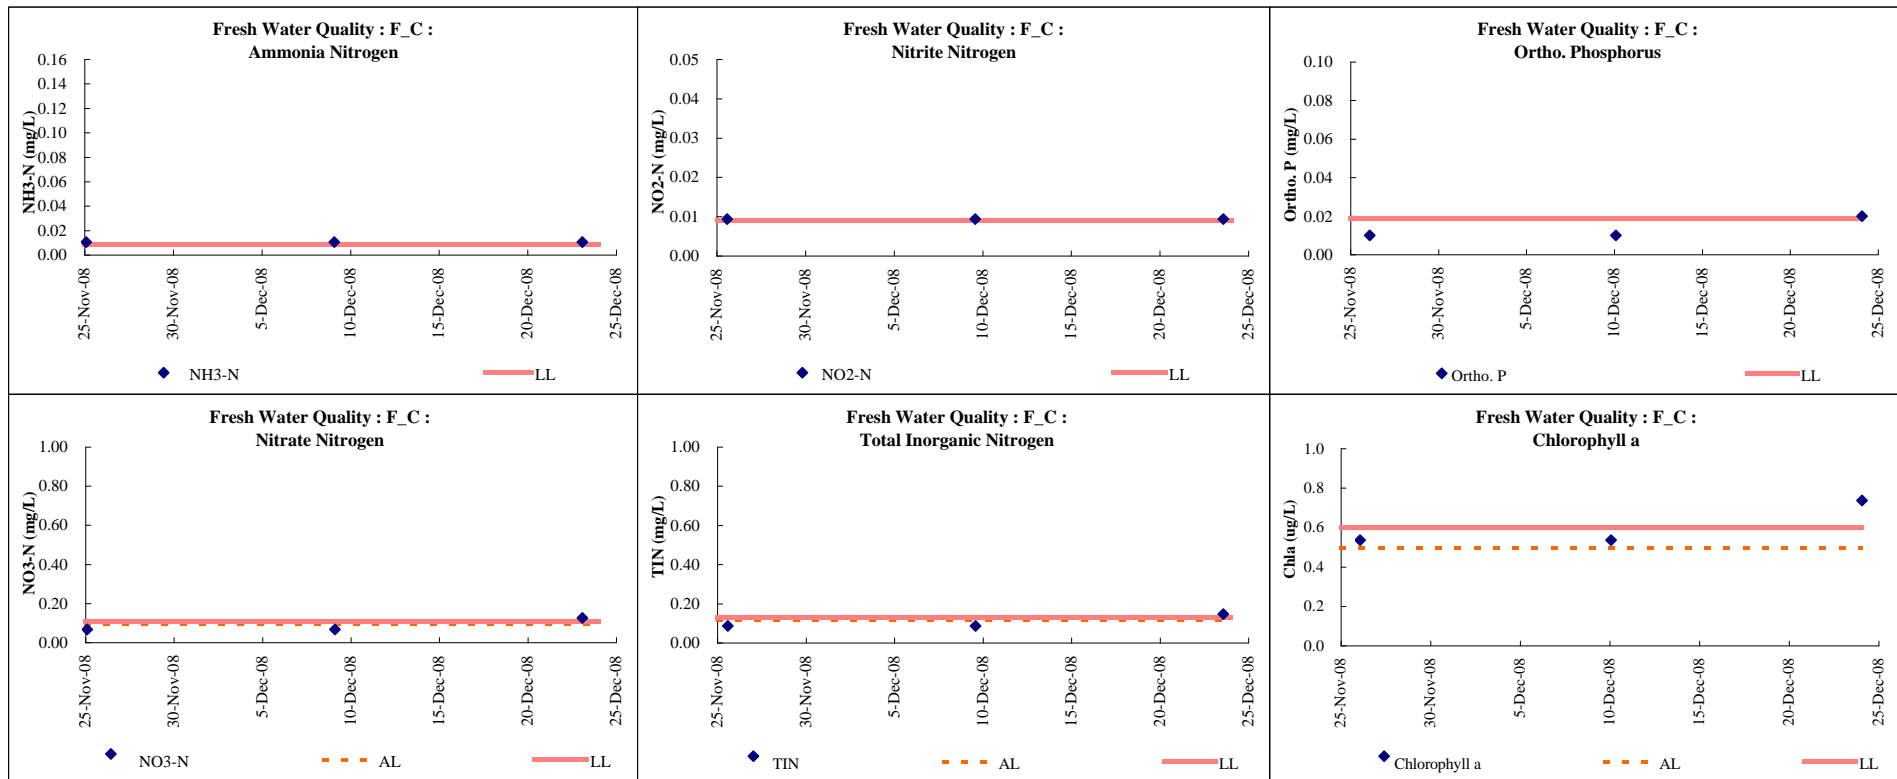 Fresh Water Quality : F_C :
Ammonia Nitrogen
NH3-N (mg/L)
0.16
0.14
0.12
0.10
0.08
0.06
0.04
0.02
0.00
25-Nov-08
30-Nov-08
5-Dec-08
10-Dec-08
15-Dec-08
20-Dec-08
25-Dec-08
NH3-N
LL
Fresh Water Quality : F_C :
Nitrite Nitrogen
NO2-N (mg/L)
0.05
0.04
0.03
0.02
0.01
0.00
25-Nov-08
30-Nov-08
5-Dec-08
10-Dec-08
15-Dec-08
20-Dec-08
25-Dec-08
NO2-N
LL
Fresh Water Quality : F_C :
Ortho. Phosphorus
Ortho. P (mg/L)
0.10
0.08
0.06
0.04
0.02
0.00
25-Nov-08
30-Nov-08
5-Dec-08
10-Dec-08
15-Dec-08
20-Dec-08
25-Dec-08
Ortho. P
LL
Fresh Water Quality : F_C :
Nitrate Nitrogen
NO3-N (mg/L)
1.00
0.80
0.60
0.40
0.20
0.00
25-Nov-08
30-Nov-08
5-Dec-08
10-Dec-08
15-Dec-08
20-Dec-08
25-Dec-08
NO3-N
AL
LL
Fresh Water Quality : F_C :
Total Inorganic Nitrogen
TIN (mg/L)
1.00
0.80
0.60
0.40
0.20
0.00
25-Nov-08
30-Nov-08
5-Dec-08
10-Dec-08
15-Dec-08
20-Dec-08
25-Dec-08
TIN
AL
LL
Fresh Water Quality : F_C :
Chlorophyll a
Chla (ug/L)
1.0
0.8
0.6
0.4
0.2
0.0
25-Nov-08
30-Nov-08
5-Dec-08
10-Dec-08
15-Dec-08
20-Dec-08
25-Dec-08
Chlorophyll a
AL
LL